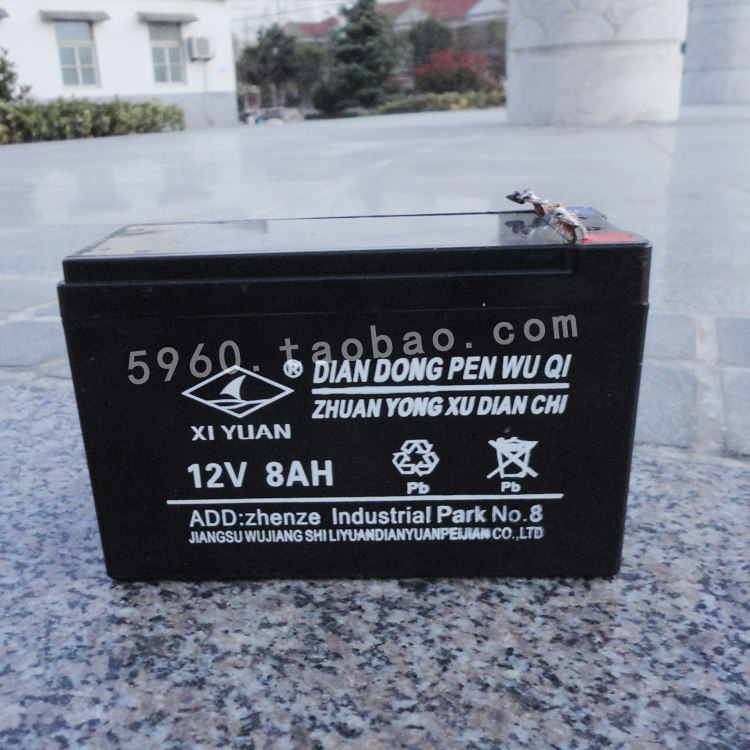 5960.taobao.com
® DIAN DONG PEN WU QI
ZHUAN YONG XU DIAN CHI
XI YUAN
12V 8AH
Pb Pb
ADD:zhenze Industrial Park No.8
JIANGSU WUJIANG SHI LIYUANDIANYUANPEIJIAN CO.,LTD